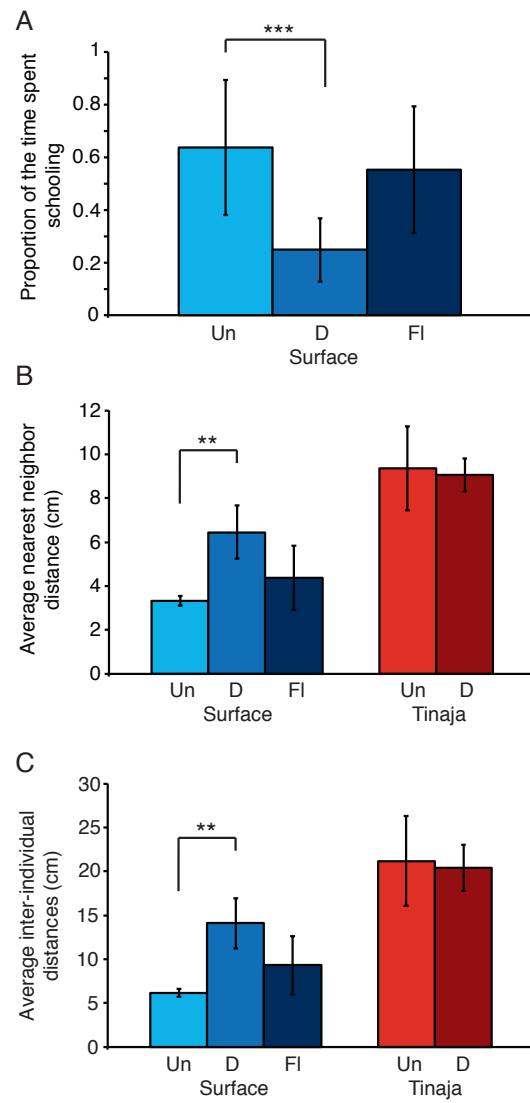 A
Proportion of the time spent
schooling
1
0.8
0.6
0.4
0.2
0
***
Un D Fl
Surface
B
Average nearest neighbor
distance (cm)
12
10
8
6
4
2
0
**
Un D Fl Un D
Surface Tinaja
C
Average inter-individual
distances (cm)
30
25
20
15
10
5
0
**
Un D Fl Un D
Surface Tinaja